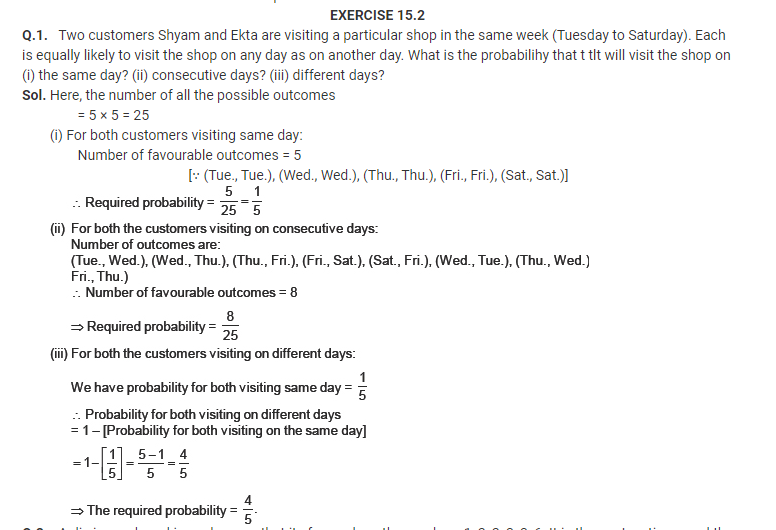 EXERCISE 15.2
Q.1. Two customers Shyam and Ekta are visiting a particular shop in the same week (Tuesday to Saturday). Each
is equally likely to visit the shop on any day as on another day. What is the probabilihy that t tlt will visit the shop on
(i) the same day? (ii) consecutive days? (iii) different days?
Sol. Here, the number of all the possible outcomes
= 5 × 5 = 25
(i) For both customers visiting same day:
Number of favourable outcomes = 5
[∵ (Tue., Tue.), (Wed., Wed.), (Thu., Thu.), (Fri., Fri.), (Sat., Sat.)]
∴ Required probability = 5/25 = 1/5
(ii) For both the customers visiting on consecutive days:
Number of outcomes are:
(Tue., Wed.), (Wed., Thu.), (Thu., Fri.), (Fri., Sat.), (Sat., Fri.), (Wed., Tue.), (Thu., Wed.)
Fri., Thu.)
∴ Number of favourable outcomes = 8
⇒ Required probability = 8/25
(iii) For both the customers visiting on different days:
We have probability for both visiting same day = 1/5
∴ Probability for both visiting on different days
= 1 – [Probability for both visiting on the same day]
= 1 – [1/5] = 5 – 1/5 = 4/5
⇒ The required probability = 4/5.